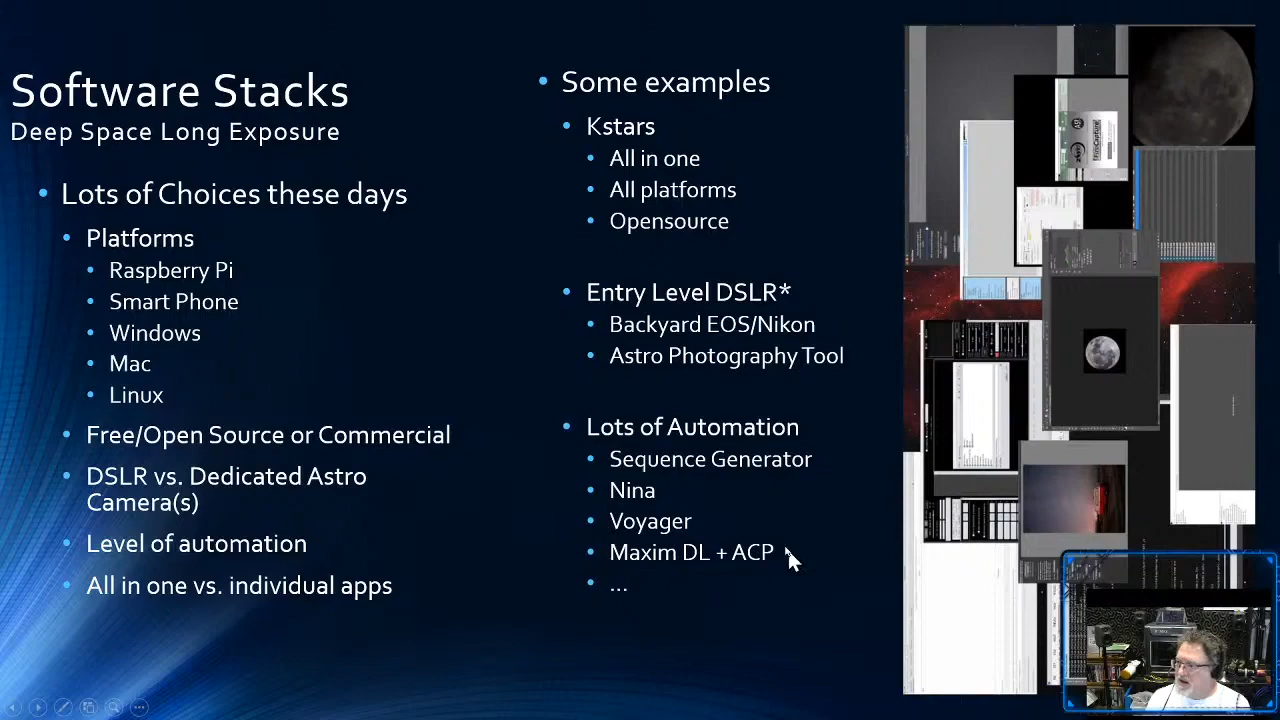 Software Stacks
Deep Space Long Exposure
Lots of Choices these days
Platforms
Raspberry Pi
Smart Phone
Windows
Mac
Linux
Free/Open Source or Commercial
DSLR vs. Dedicated Astro
Camera(s)
Level of automation
All in one vs. individual apps
Some examples
Kstars
All in one
All platforms
Opensource
Entry Level DSLR*
Backyard EOS/Nikon
Astro Photography Tool
Lots of Automation
Sequence Generator
Nina
Voyager
Maxim DL + ACP
...